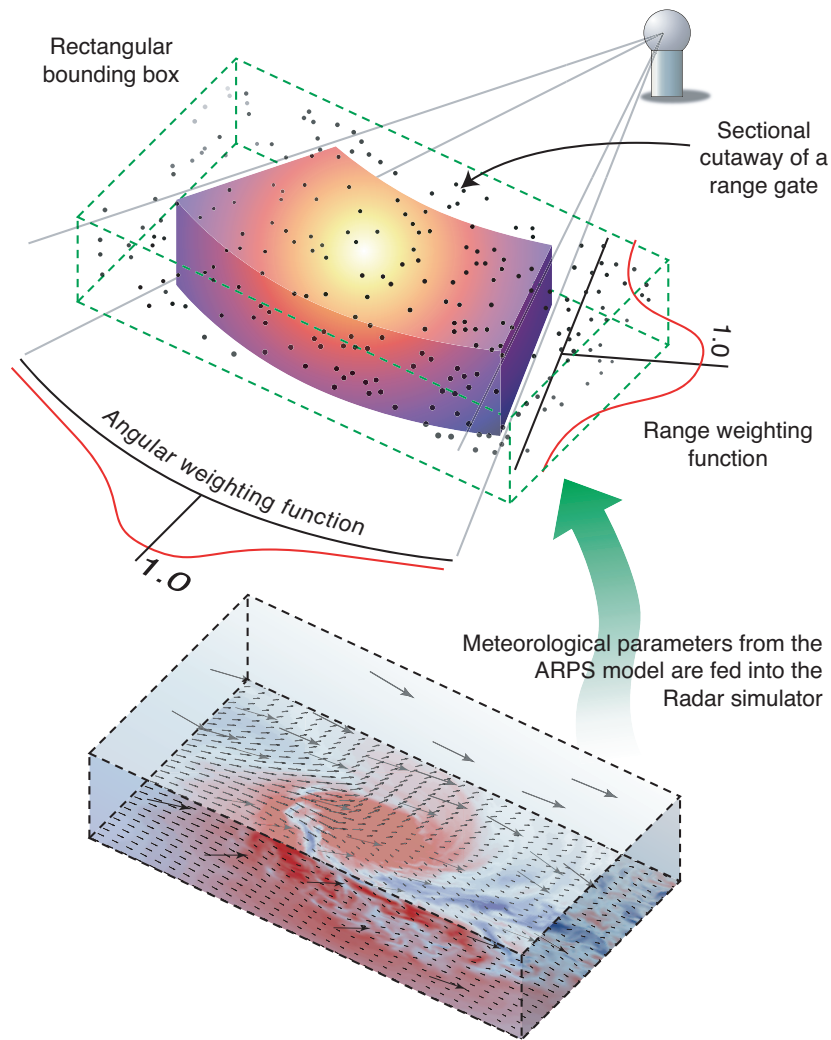 Rectangular
bounding box
Sectional
cutaway of a
range gate
1.0
Range weighting
function
Angular weighting function
1.0
Meteorological parameters from the
ARPS model are fed into the
Radar simulator